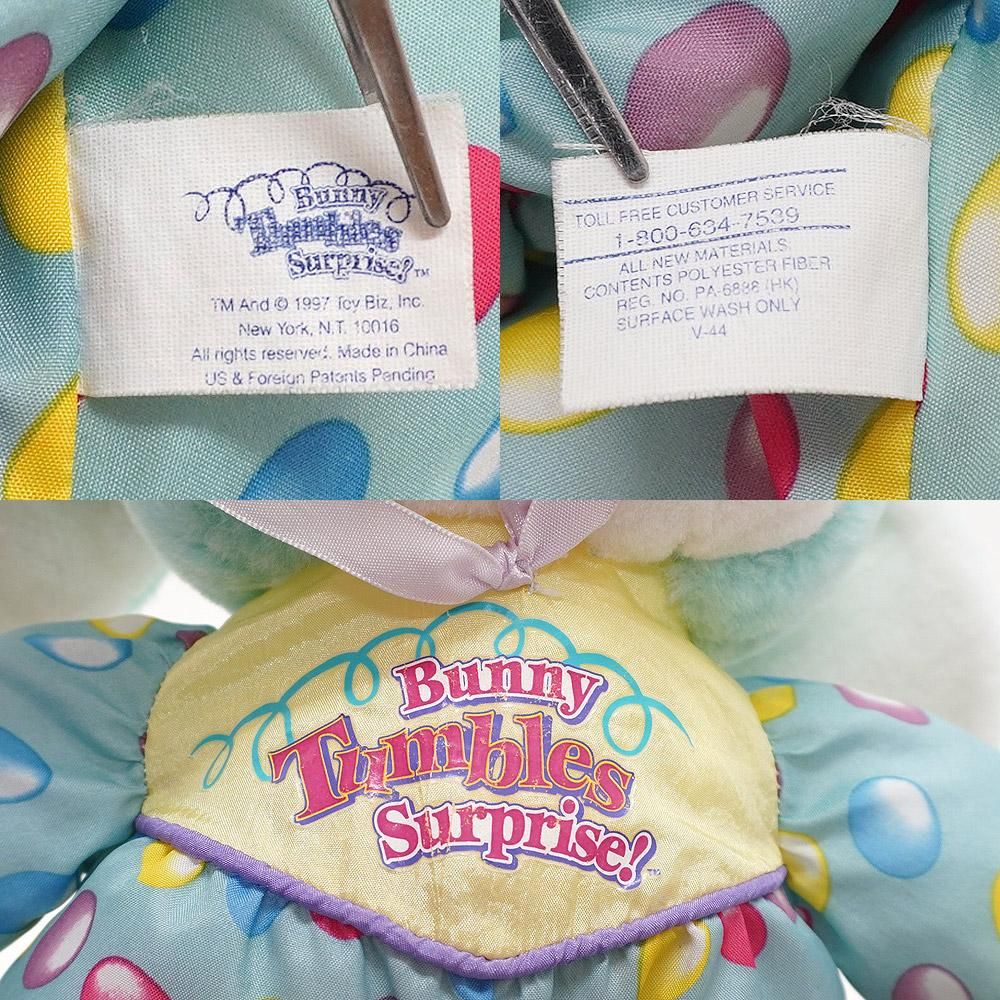 Bunny
Tumbles
Surprise!™
TM And © 1997 Toy Biz, Inc.
New York, N.T. 10016
All rights reserved. Made in China
US & Foreign Patents Pending
TOLL FREE CUSTOMER SERVICE
1-800-634-7539
ALL NEW MATERIALS
CONTENTS POLYESTER FIBER
REG. NO. PA-6886 (HK)
SURFACE WASH ONLY
V-44
Bunny
Tumbles
Surprise!™